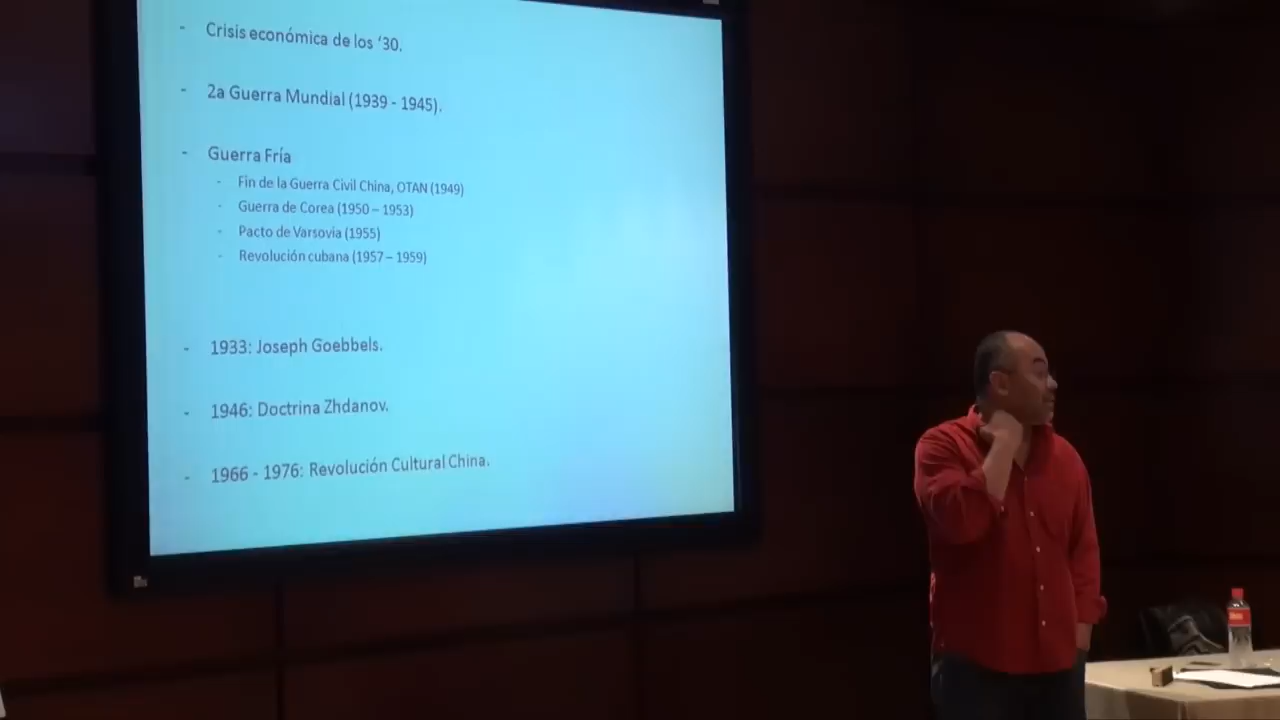 - Crisis económica de los ‘30.
- 2a Guerra Mundial (1939 - 1945).
- Guerra Fría
- Fin de la Guerra Civil China, OTAN (1949)
- Guerra de Corea (1950 – 1953)
- Pacto de Varsovia (1955)
- Revolución cubana (1957 – 1959)
- 1933: Joseph Goebbels.
- 1946: Doctrina Zhdanov.
- 1966 - 1976: Revolución Cultural China.